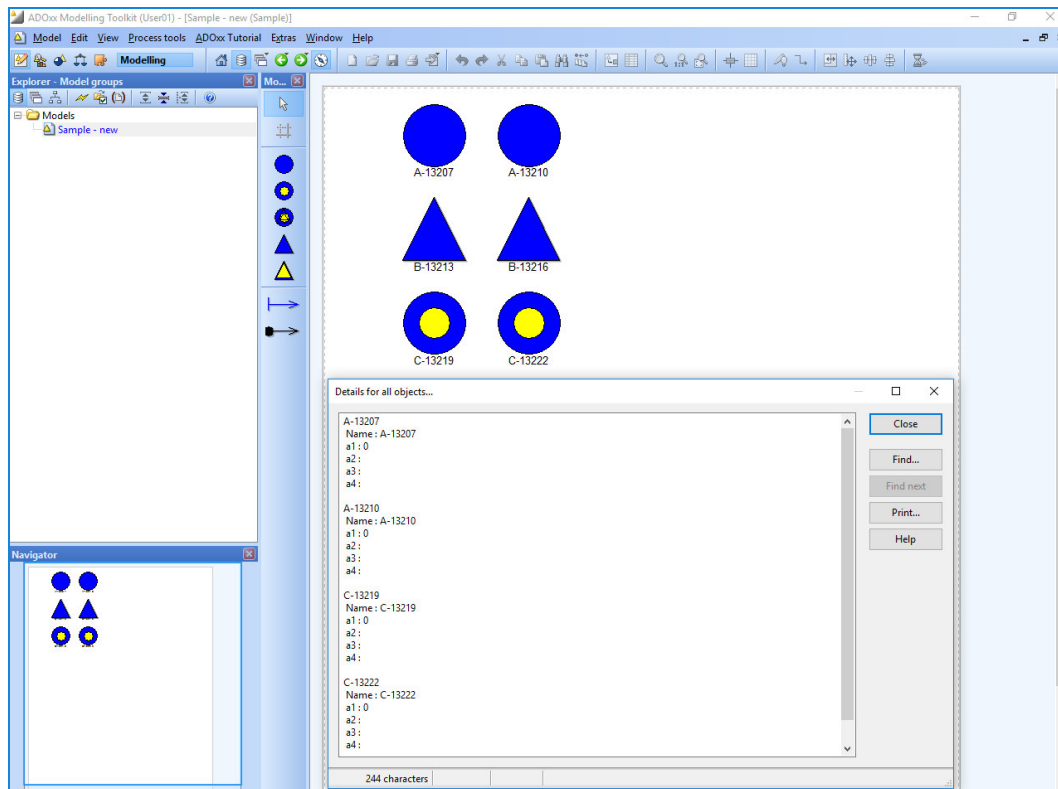 ADOxx Modelling Toolkit (User01) - [Sample - new (Sample)]
Model Edit View Process tools ADOxx Tutorial Extras Window Help
Modelling
Explorer - Model groups
Mo...
Models
Sample - new
A-13207 A-13210
B-13213 B-13216
C-13219 C-13222
Details for all objects...
A-13207
Name : A-13207
a1 : 0
a2 :
a3 :
a4 :
A-13210
Name : A-13210
a1 : 0
a2 :
a3 :
a4 :
C-13219
Name : C-13219
a1 : 0
a2 :
a3 :
a4 :
C-13222
Name : C-13222
a1 : 0
a2 :
a3 :
a4 :
Close
Find...
Find next
Print...
Help
244 characters
Navigator